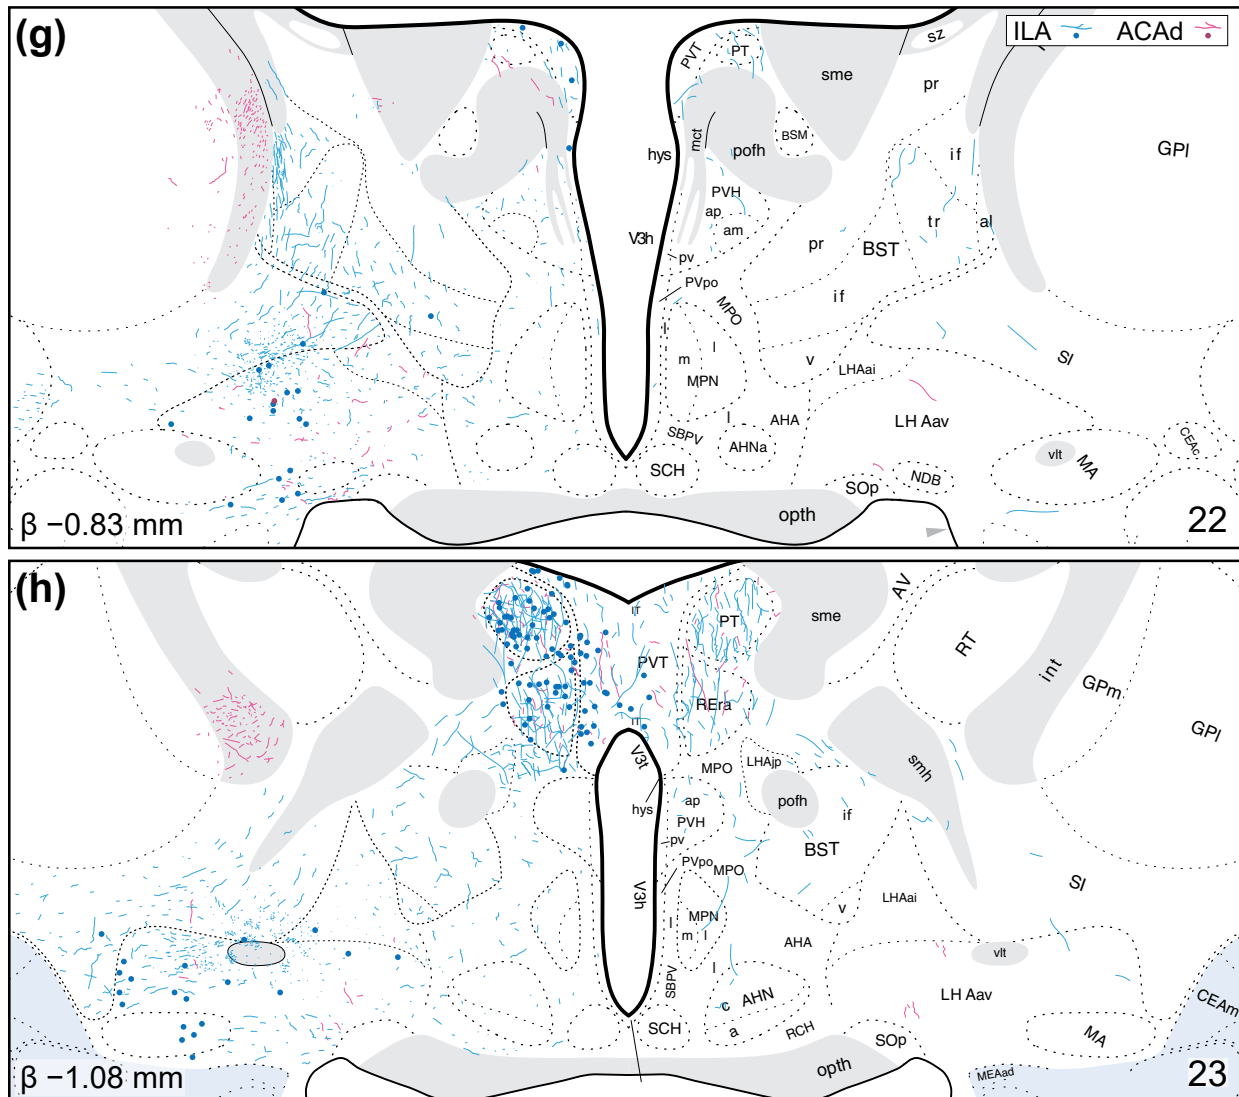 (g)
ILA ACAd
sz
PVT
PT
sme
pr
mct
BSM
hys
pofh
if
GPl
PVH
ap
am
tr
al
V3h
pr
BST
pv
PVpo
MPO
if
l
l
m
MPN
v
LHAai
SI
l
AHA
LH Aav
SBPV
AHNa
CEAc
SCH
vlt
MA
NDB
SOp
opth
β −0.83 mm
22
(h)
AV
PT
sme
RT
PVT
int
GPm
REra
GPl
V3t
MPO
LHAjp
smh
hys
ap
pofh
if
PVH
pv
BST
PVpo
MPO
SI
V3h
LHAai
MPN
v
l
m
l
AHA
vlt
l
SBPV
LH Aav
c
AHN
CEAm
SCH
a
RCH
SOp
MA
opth
MEAad
β −1.08 mm
23